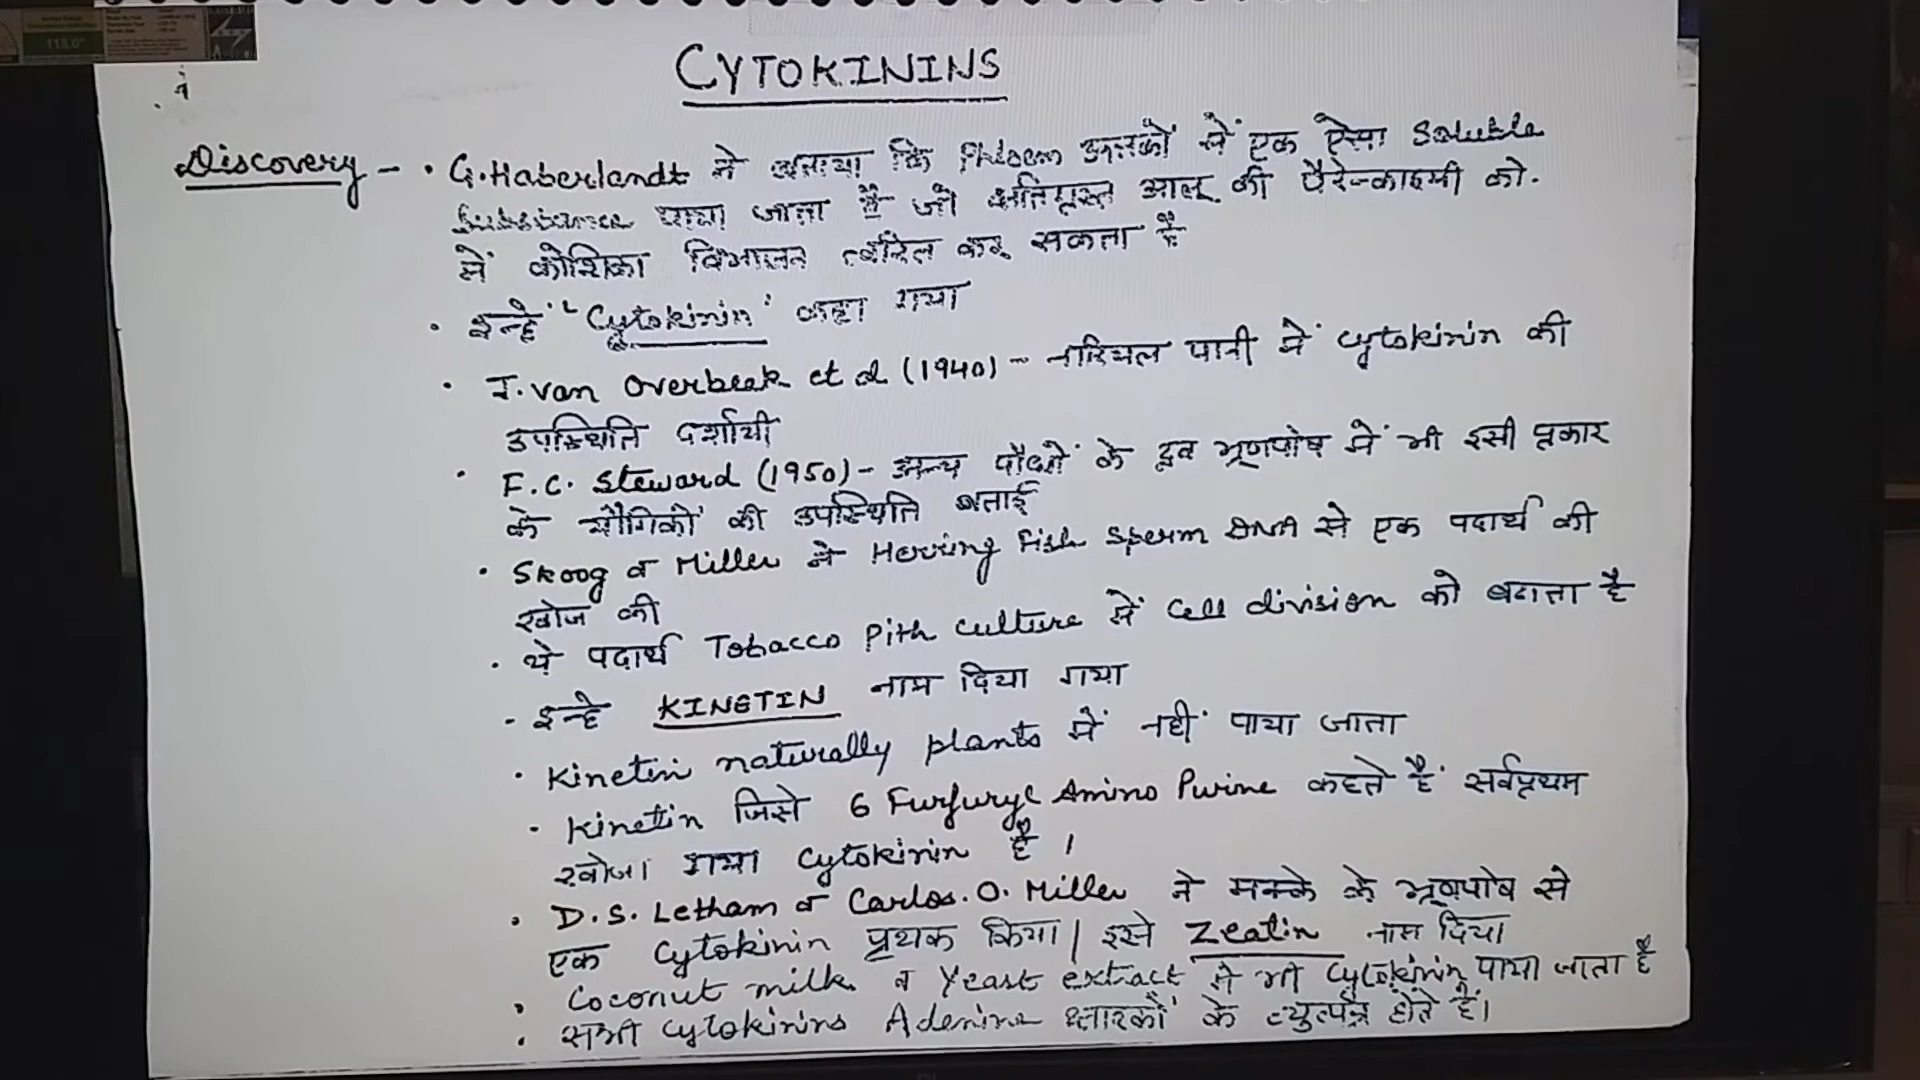 118.0°
CYTOKININS
Discovery - • G. Haberlandt ने बताया कि Phloem ऊतकों में एक ऐसा Soluble
Substance पाया जाता है जो क्षतिग्रस्त आलू की पैरेन्काइमी को.
में कोशिका विभाजन त्वरित कर सकता है
• इन्हे ' Cytokinin ' कहा गया
• J. van Overbeek et al (1940) - नारियल पानी में cytokinin की
उपस्थिति दर्शायी
• F.C. Steward (1950) - अन्य पौधों के द्रव भ्रूणपोष में भी इसी प्रकार
के यौगिकों की उपस्थिति बताई
• Skoog व Miller ने Herring fish sperm DNA से एक पदार्थ की
खोज की
• ये पदार्थ Tobacco Pith culture में Cell division को बढाता है
• इन्हे KINETIN नाम दिया गया
• Kinetin naturally plants में नहीं पाया जाता
• Kinetin जिसे 6 Furfuryl Amino Purine कहते हैं सर्वप्रथम
खोजा गया Cytokinin है ।
• D.S. Letham व Carlos. O. Miller ने मक्के के भ्रूणपोष से
एक Cytokinin पृथक किया | इसे Zeatin नाम दिया
• Coconut milk व Yeast extract में भी Cytokinin पाया जाता है
• सभी Cytokinins Adenine क्षारकों के व्युत्पन्न होते हैं।